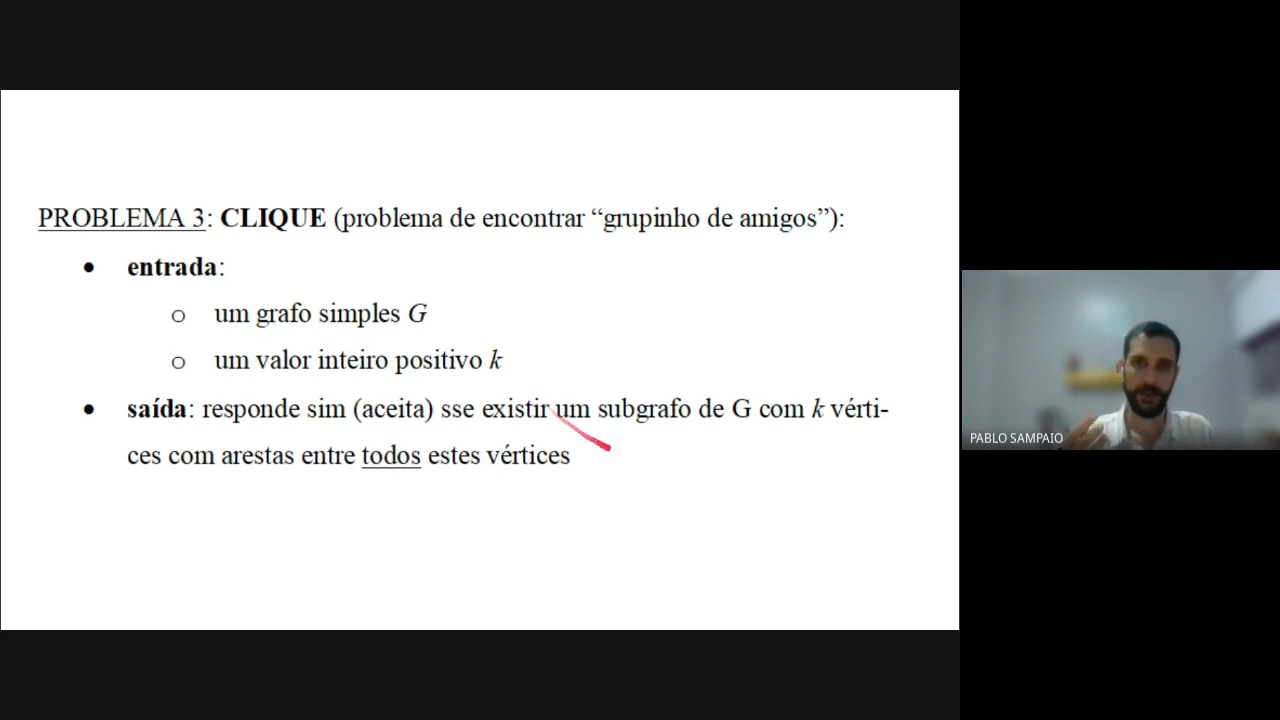 PROBLEMA 3: CLIQUE (problema de encontrar “grupinho de amigos”):
• entrada:
o um grafo simples G
o um valor inteiro positivo k
• saída: responde sim (aceita) sse existir um subgrafo de G com k vérti-
ces com arestas entre todos estes vértices
PABLO SAMPAIO